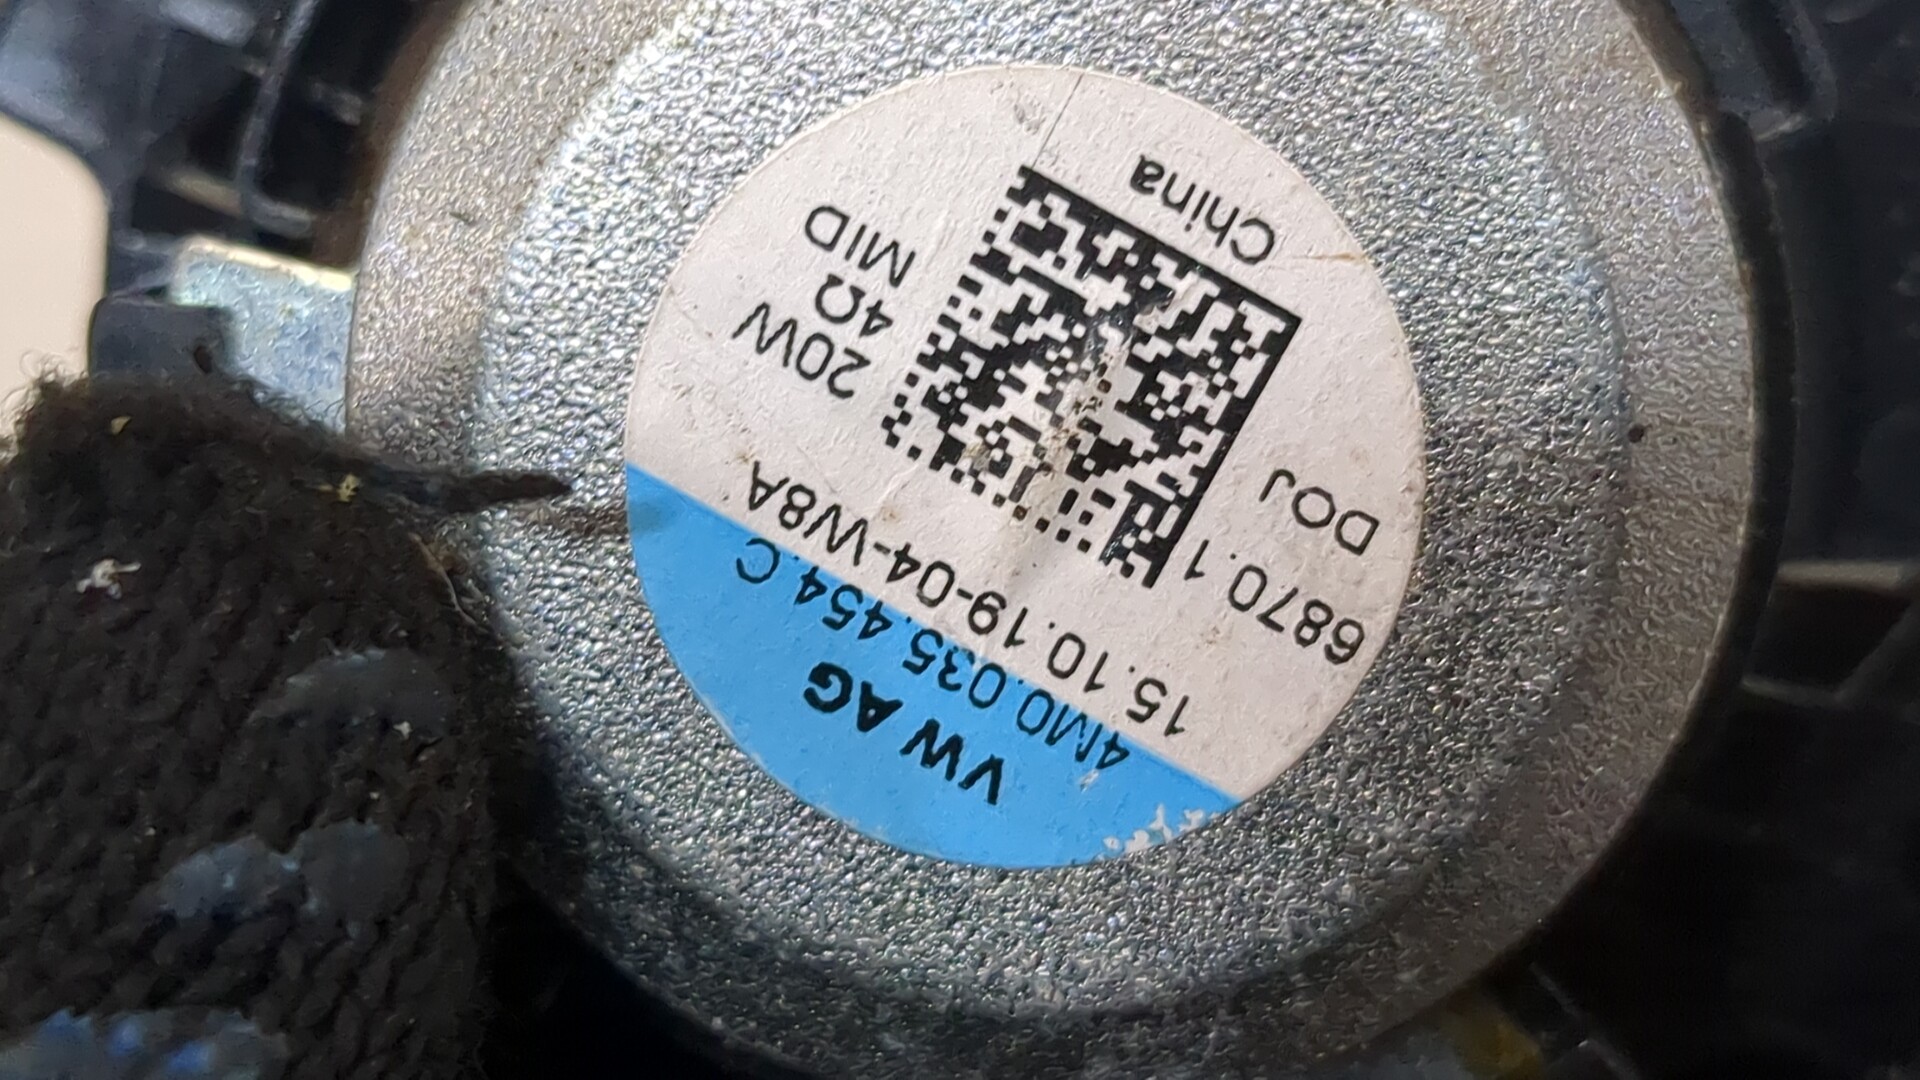 VW AG
4M0.035.454.C
15.10.19-04-W8A
6870.1
DOJ
20W
4Ω
MID
China